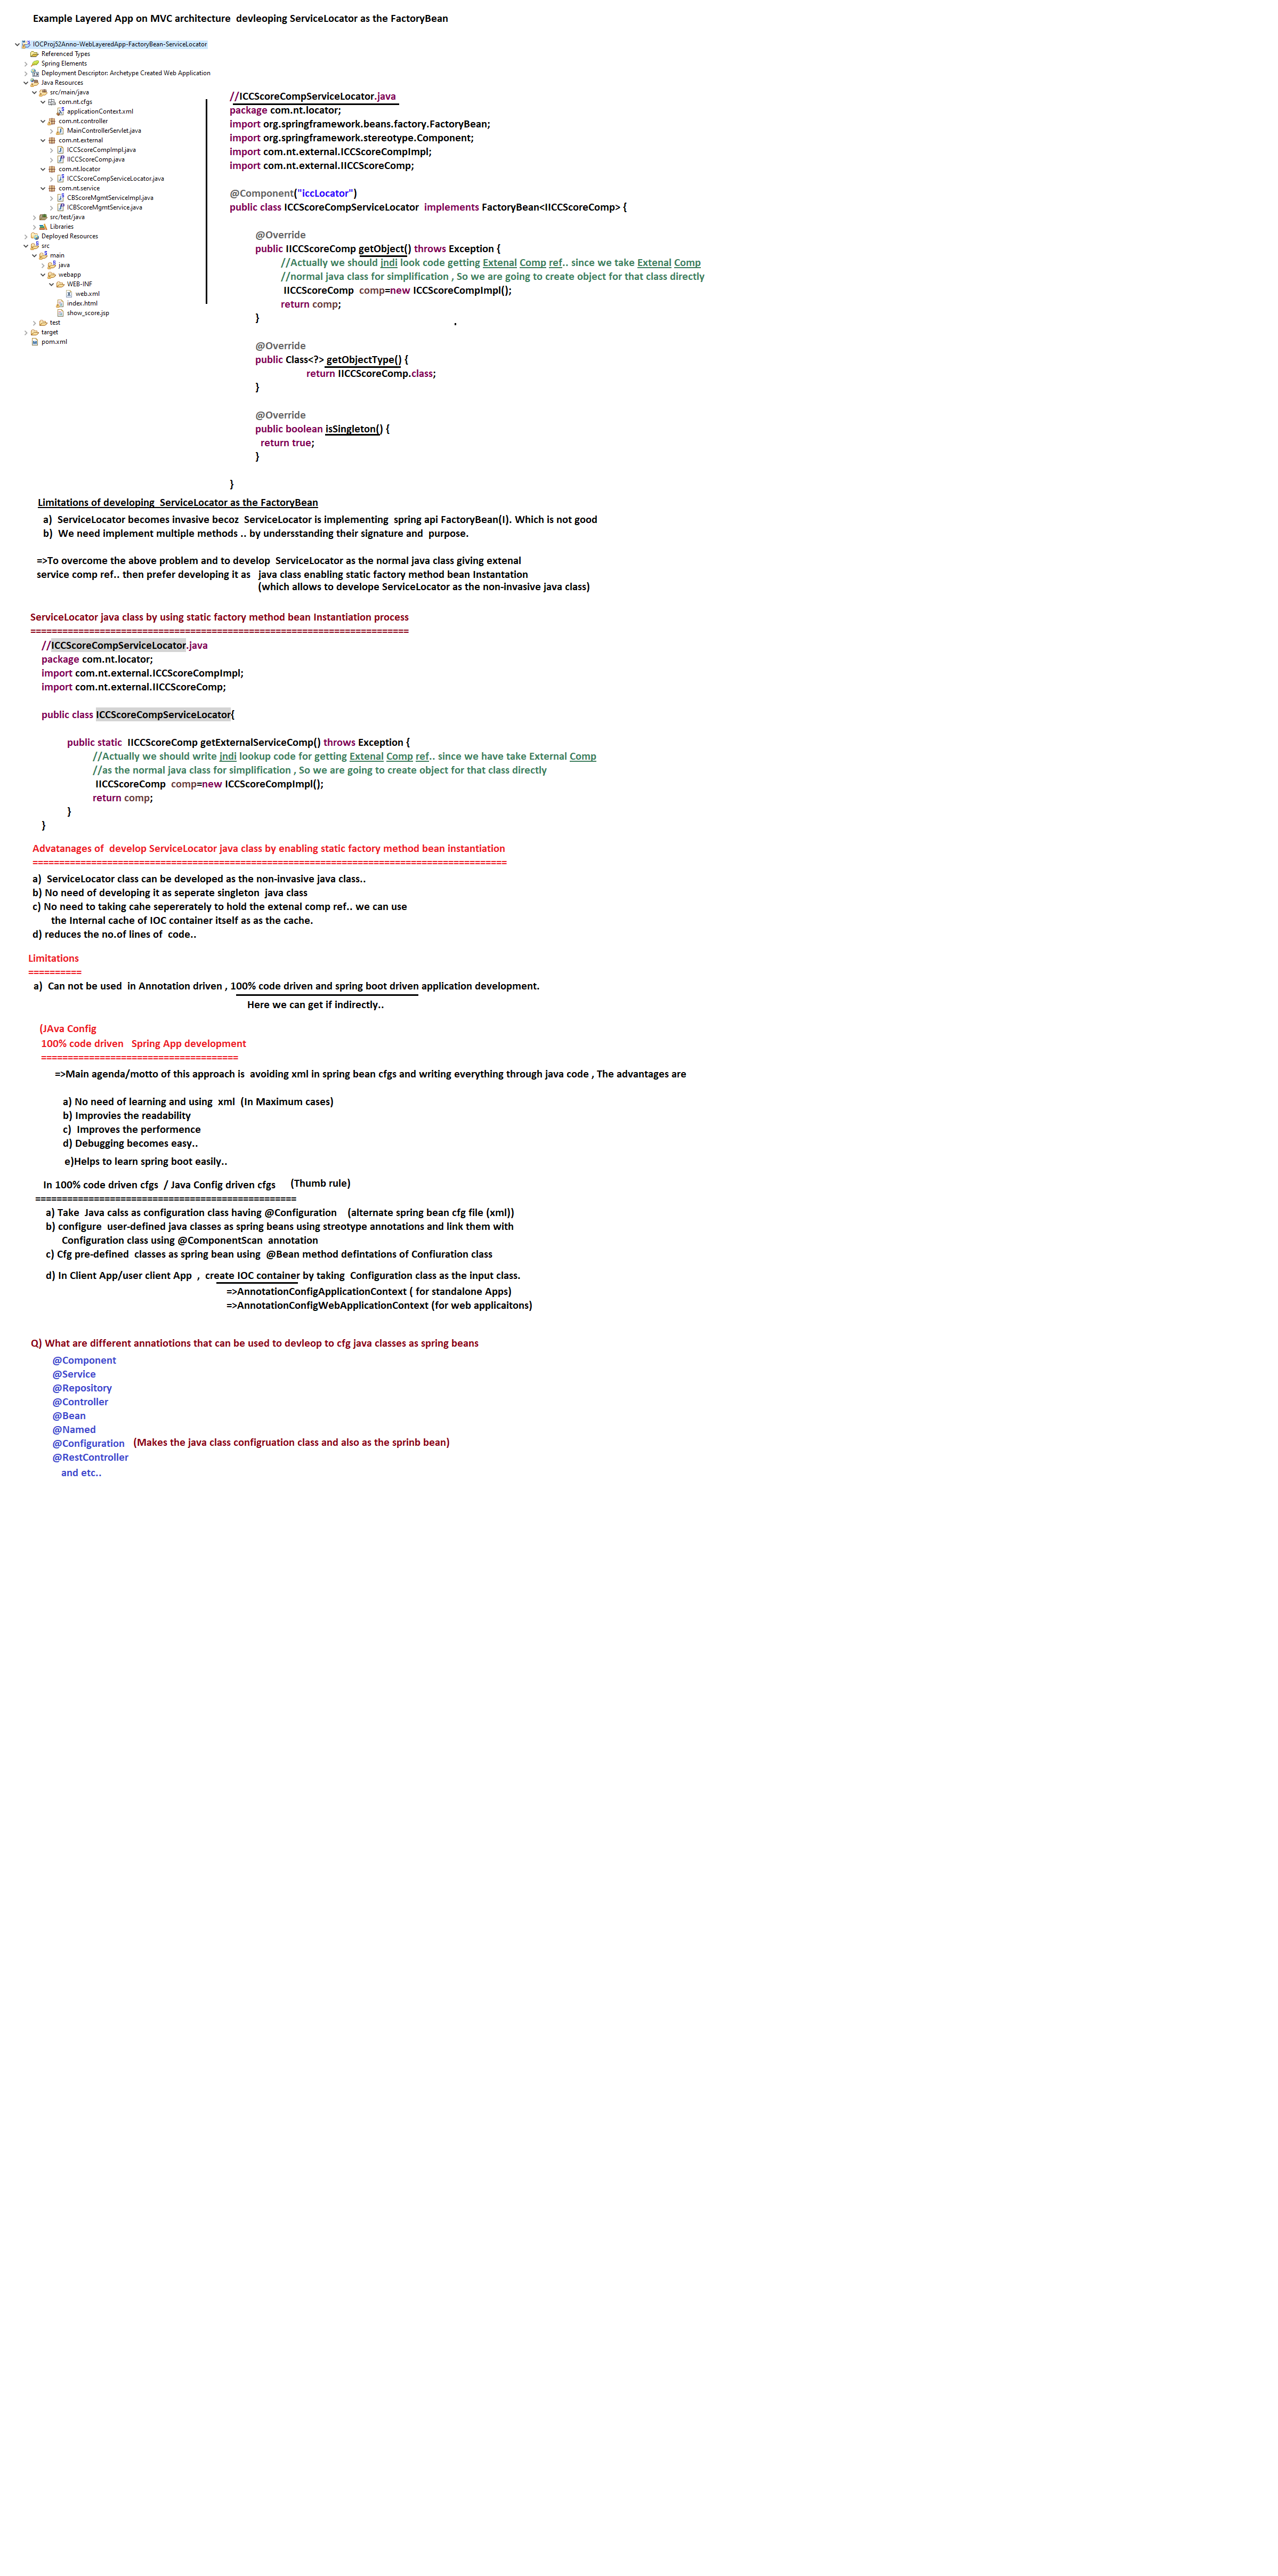 Example Layered App on MVC architecture  devleoping ServiceLocator as the FactoryBean
IOCProj52Anno-WebLayeredApp-FactoryBean-ServiceLocator
Referenced Types
Spring Elements
Deployment Descriptor: Archetype Created Web Application
Java Resources
src/main/java
com.nt.cfgs
applicationContext.xml
com.nt.controller
MainControllerServlet.java
com.nt.external
ICCScoreCompImpl.java
IICCScoreComp.java
com.nt.locator
ICCScoreCompServiceLocator.java
com.nt.service
CBScoreMgmtServiceImpl.java
ICBScoreMgmtService.java
src/test/java
Libraries
Deployed Resources
src
main
java
webapp
WEB-INF
web.xml
index.html
show_score.jsp
test
target
pom.xml
//ICCScoreCompServiceLocator.java
package com.nt.locator;
import org.springframework.beans.factory.FactoryBean;
import org.springframework.stereotype.Component;
import com.nt.external.ICCScoreCompImpl;
import com.nt.external.IICCScoreComp;
@Component("iccLocator")
public class ICCScoreCompServiceLocator  implements FactoryBean<IICCScoreComp> {
@Override
public IICCScoreComp getObject() throws Exception {
//Actually we should jndi look code getting Extenal Comp ref.. since we take Extenal Comp
//normal java class for simplification , So we are going to create object for that class directly
IICCScoreComp  comp=new ICCScoreCompImpl();
return comp;
}
@Override
public Class<?> getObjectType() {
return IICCScoreComp.class;
}
@Override
public boolean isSingleton() {
return true;
}
}
Limitations of developing  ServiceLocator as the FactoryBean
a)  ServiceLocator becomes invasive becoz  ServiceLocator is implementing  spring api FactoryBean(I). Which is not good
b)  We need implement multiple methods .. by undersstanding their signature and  purpose.
=>To overcome the above problem and to develop  ServiceLocator as the normal java class giving extenal
service comp ref.. then prefer developing it as   java class enabling static factory method bean Instantation
(which allows to develope ServiceLocator as the non-invasive java class)
ServiceLocator java class by using static factory method bean Instantiation process
=======================================================================
//ICCScoreCompServiceLocator.java
package com.nt.locator;
import com.nt.external.ICCScoreCompImpl;
import com.nt.external.IICCScoreComp;
public class ICCScoreCompServiceLocator{
public static  IICCScoreComp getExternalServiceComp() throws Exception {
//Actually we should write jndi lookup code for getting Extenal Comp ref.. since we have take External Comp
//as the normal java class for simplification , So we are going to create object for that class directly
IICCScoreComp  comp=new ICCScoreCompImpl();
return comp;
}
}
Advatanages of  develop ServiceLocator java class by enabling static factory method bean instantiation
=========================================================================================
a)  ServiceLocator class can be developed as the non-invasive java class..
b) No need of developing it as seperate singleton  java class
c) No need to taking cahe sepererately to hold the extenal comp ref.. we can use
the Internal cache of IOC container itself as as the cache.
d) reduces the no.of lines of  code..
Limitations
==========
a)  Can not be used  in Annotation driven , 100% code driven and spring boot driven application development.
Here we can get if indirectly..
(JAva Config
100% code driven   Spring App development
=====================================
=>Main agenda/motto of this approach is  avoiding xml in spring bean cfgs and writing everything through java code , The advantages are
a) No need of learning and using  xml  (In Maximum cases)
b) Improvies the readability
c)  Improves the performence
d) Debugging becomes easy..
e)Helps to learn spring boot easily..
In 100% code driven cfgs  / Java Config driven cfgs     (Thumb rule)
=================================================
a) Take  Java calss as configuration class having @Configuration    (alternate spring bean cfg file (xml))
b) configure  user-defined java classes as spring beans using streotype annotations and link them with
Configuration class using @ComponentScan  annotation
c) Cfg pre-defined  classes as spring bean using  @Bean method defintations of Confiuration class
d) In Client App/user client App  ,  create IOC container by taking  Configuration class as the input class.
=>AnnotationConfigApplicationContext ( for standalone Apps)
=>AnnotationConfigWebApplicationContext (for web applicaitons)
Q) What are different annatiotions that can be used to devleop to cfg java classes as spring beans
@Component
@Service
@Repository
@Controller
@Bean
@Named
@Configuration   (Makes the java class configruation class and also as the sprinb bean)
@RestController
and etc..